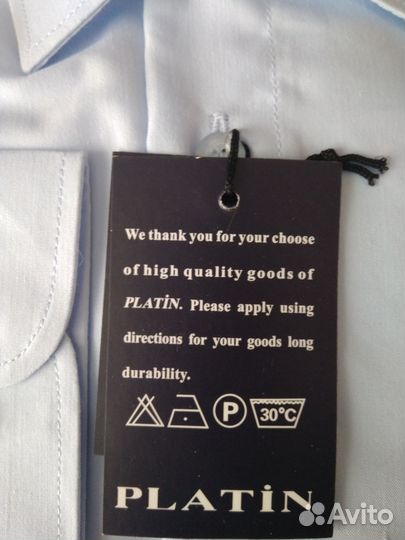 We thank you for your choose
of high quality goods of
PLATİN. Please apply using
directions for your goods long
durability.
P 30°C
PLATİN
Avito